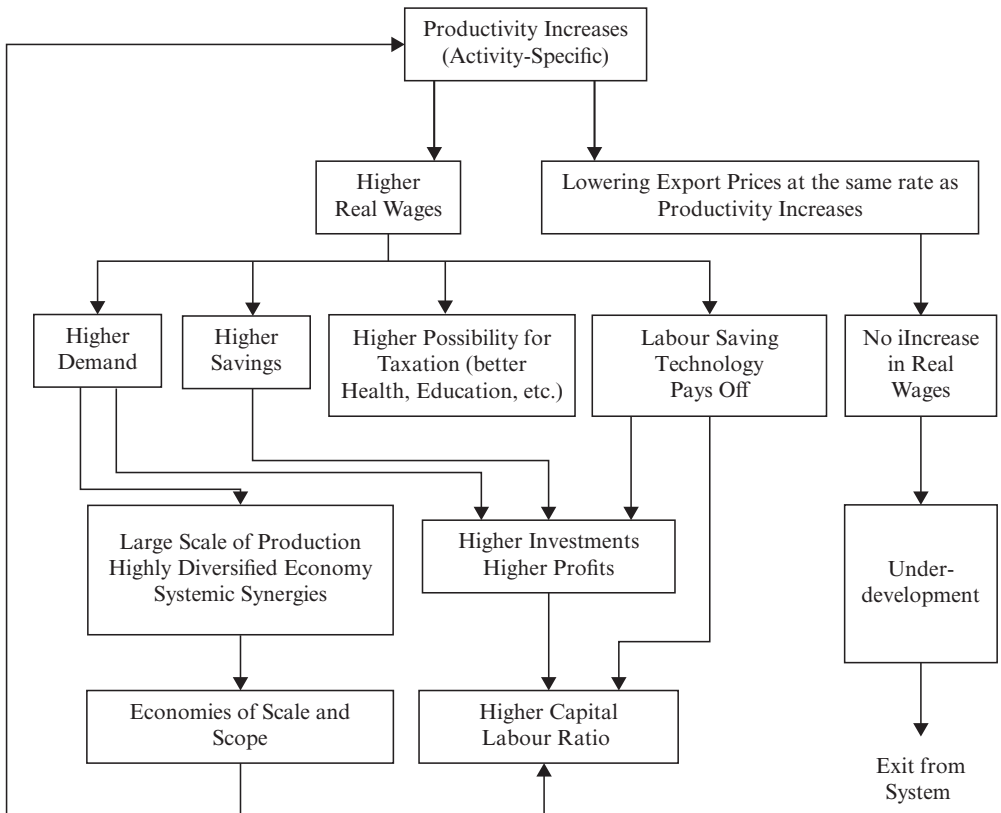 Productivity Increases
(Activity-Specific)
Higher
Real Wages
Lowering Export Prices at the same rate as
Productivity Increases
Higher
Demand
Higher
Savings
Higher Possibility for
Taxation (better
Health, Education, etc.)
Labour Saving
Technology
Pays Off
No iIncrease
in Real
Wages
Large Scale of Production
Highly Diversified Economy
Systemic Synergies
Higher Investments
Higher Profits
Under-
development
Economies of Scale and
Scope
Higher Capital
Labour Ratio
Exit from
System